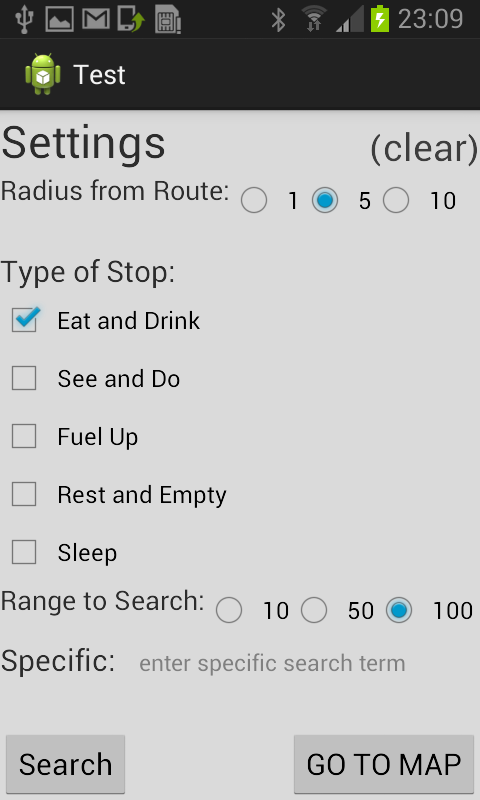 23:09
Test
Settings (clear)
Radius from Route: 1 5 10
Type of Stop:
Eat and Drink
See and Do
Fuel Up
Rest and Empty
Sleep
Range to Search: 10 50 100
Specific: enter specific search term
Search GO TO MAP